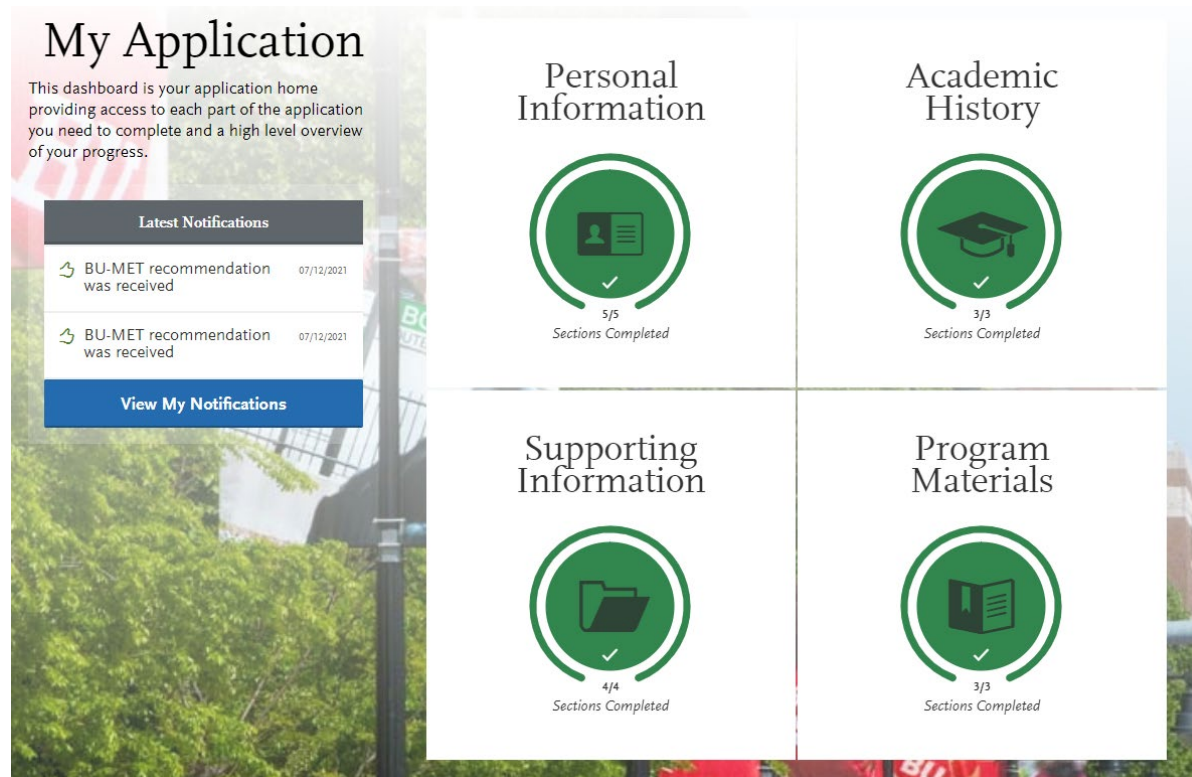 My Application
This dashboard is your application home
providing access to each part of the application
you need to complete and a high level overview
of your progress.
Latest Notifications
BU-MET recommendation
was received
07/12/2021
BU-MET recommendation
was received
07/12/2021
View My Notifications
Personal
Information
5/5
Sections Completed
Academic
History
3/3
Sections Completed
Supporting
Information
4/4
Sections Completed
Program
Materials
3/3
Sections Completed
BU
BU